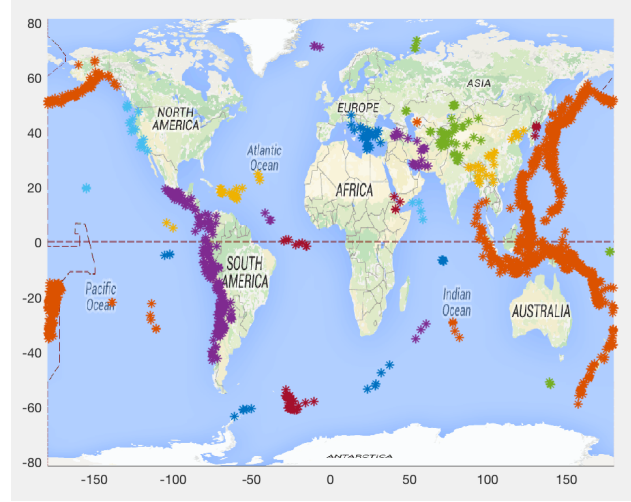 80
60
40
20
0
-20
-40
-60
-80
NORTH
AMERICA
EUROPE
ASIA
Atlantic
Ocean
AFRICA
SOUTH
AMERICA
Pacific
Ocean
Indian
Ocean
AUSTRALIA
ANTARCTICA
-150
-100
-50
0
50
100
150